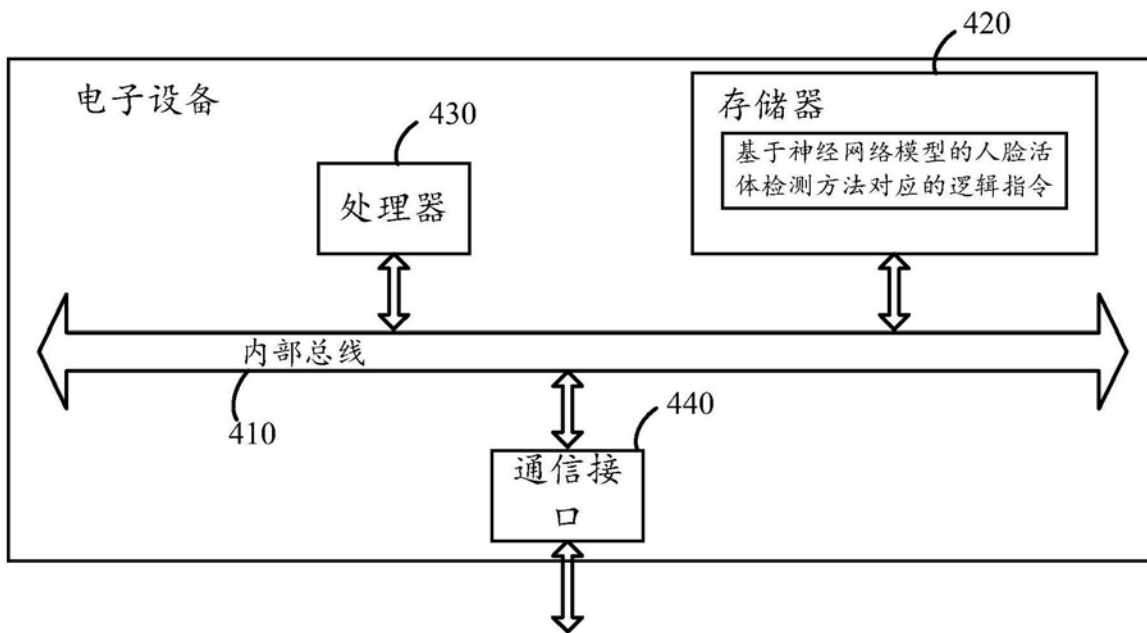 420
电子设备
存储器
430
基于神经网络模型的人脸活
体检测方法对应的逻辑指令
处理器
内部总线
410
440
通信接
口